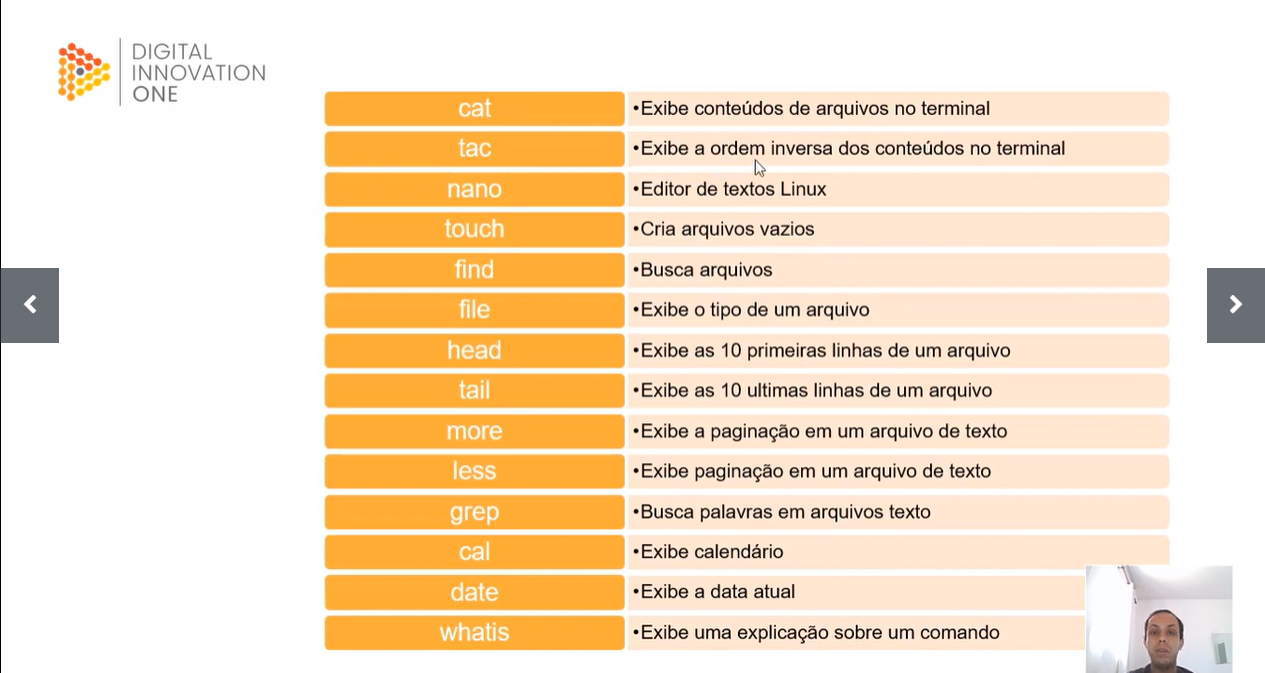 DIGITAL
INNOVATION
ONE
cat •Exibe conteúdos de arquivos no terminal
tac •Exibe a ordem inversa dos conteúdos no terminal
nano •Editor de textos Linux
touch •Cria arquivos vazios
find •Busca arquivos
file •Exibe o tipo de um arquivo
head •Exibe as 10 primeiras linhas de um arquivo
tail •Exibe as 10 ultimas linhas de um arquivo
more •Exibe a paginação em um arquivo de texto
less •Exibe paginação em um arquivo de texto
grep •Busca palavras em arquivos texto
cal •Exibe calendário
date •Exibe a data atual
whatis •Exibe uma explicação sobre um comando